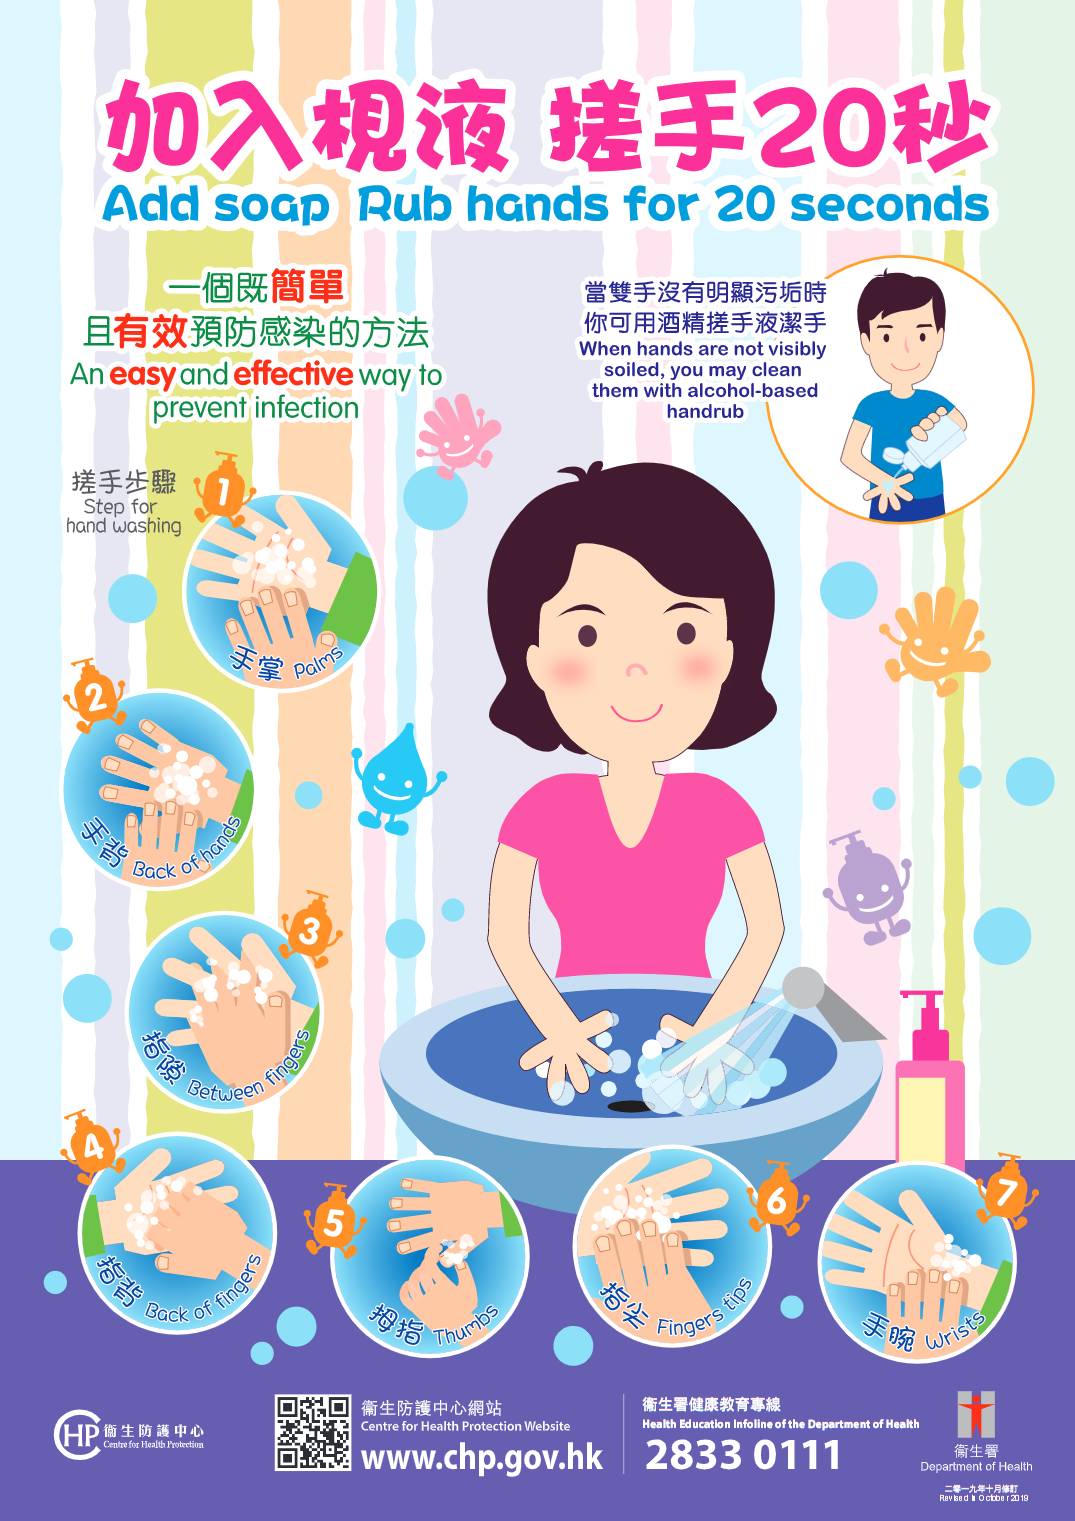 加入梘液 搓手20秒
Add soap Rub hands for 20 seconds
一個既簡單
且有效預防感染的方法
An easy and effective way to
prevent infection
當雙手沒有明顯污垢時
你可用酒精搓手液潔手
When hands are not visibly
soiled, you may clean
them with alcohol-based
handrub
搓手步驟
Step for
hand washing
1
手掌 Palms
2
手背 Back of hands
3
指隙 Between fingers
4
指背 Back of fingers
5
拇指 Thumbs
6
指尖 Fingers tips
7
手腕 Wrists
CHP
衞生防護中心
Centre for Health Protection
衞生防護中心網站
Centre for Health Protection Website
www.chp.gov.hk
衞生署健康教育專線
Health Education Infoline of the Department of Health
2833 0111
衞生署
Department of Health
二零一九年十月修訂
Revised in October 2019